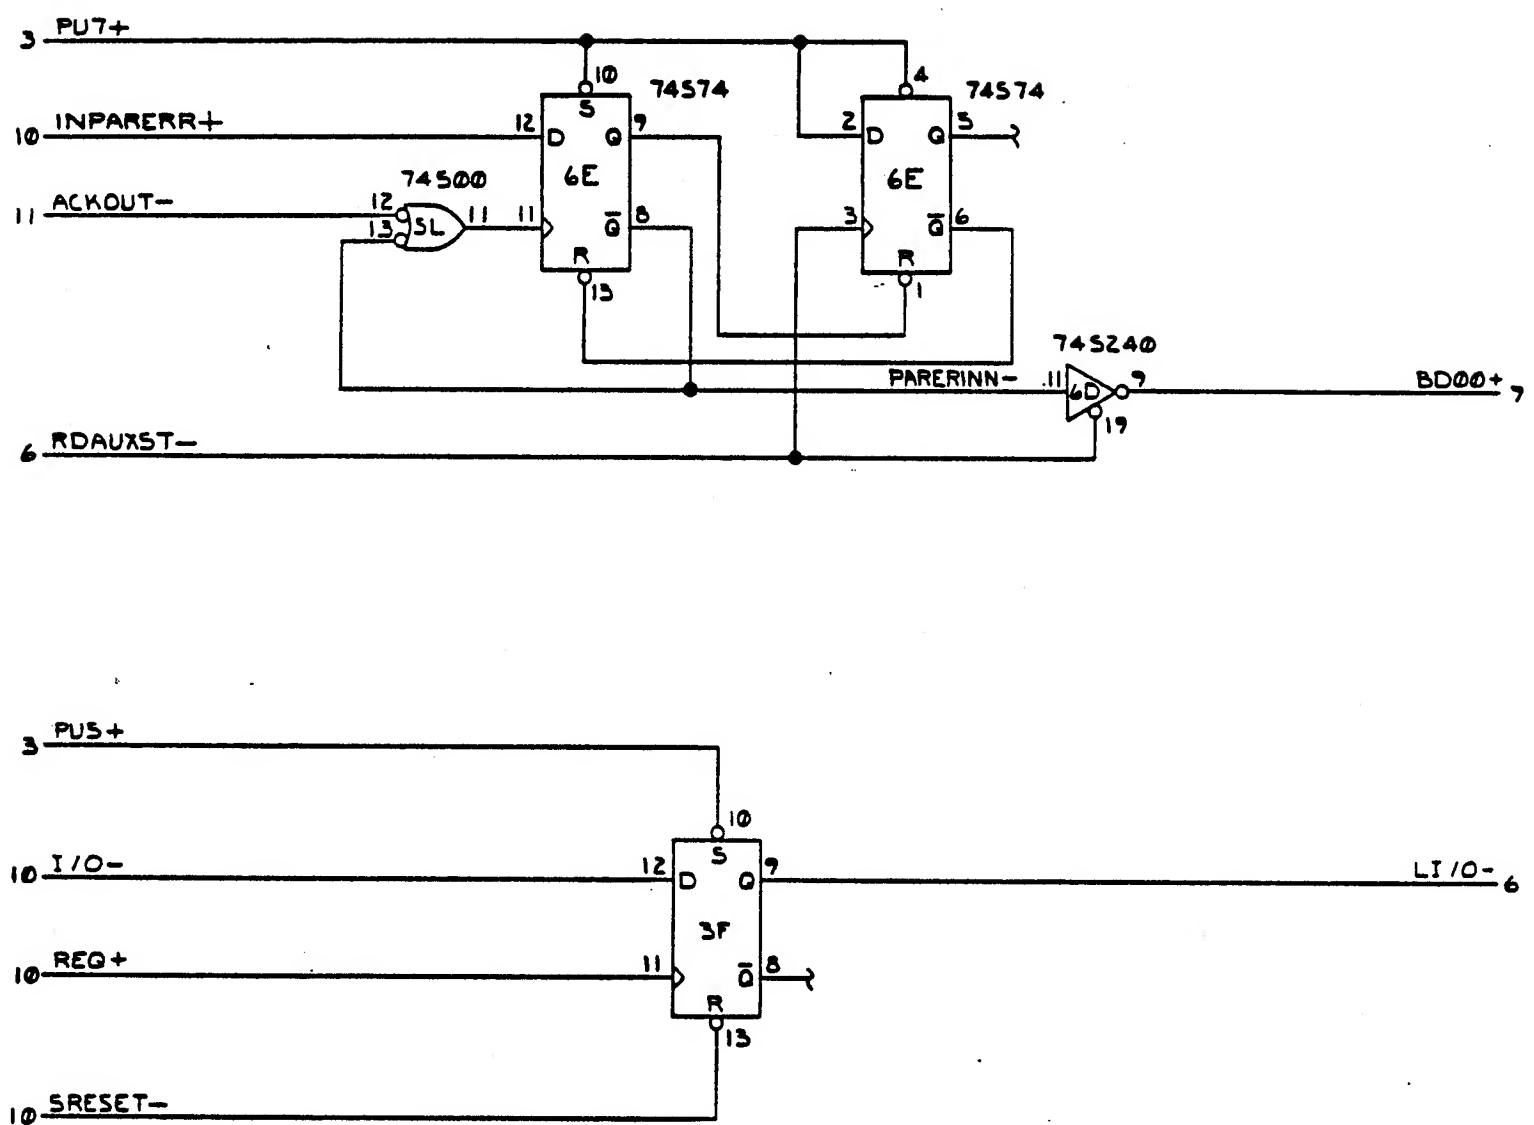 3 PU7+
10 74S74 4 74S74
S
10 INPARERR+ 12 D Q 9 2 D Q 5
6E 6E
74S00
11 ACKOUT- 12 13 5L 11 11 Q̅ 8 3 Q̅ 6
R 13 R 1
74S240
PARERINN- 11 6D 9 BD00+ 9
19
6 RDAUXST-
3 PU5+
10
S
10 I/O- 12 D Q 9 LI/O- 6
3F
10 REQ+ 11 Q̅ 8
R
13
10 SRESET-